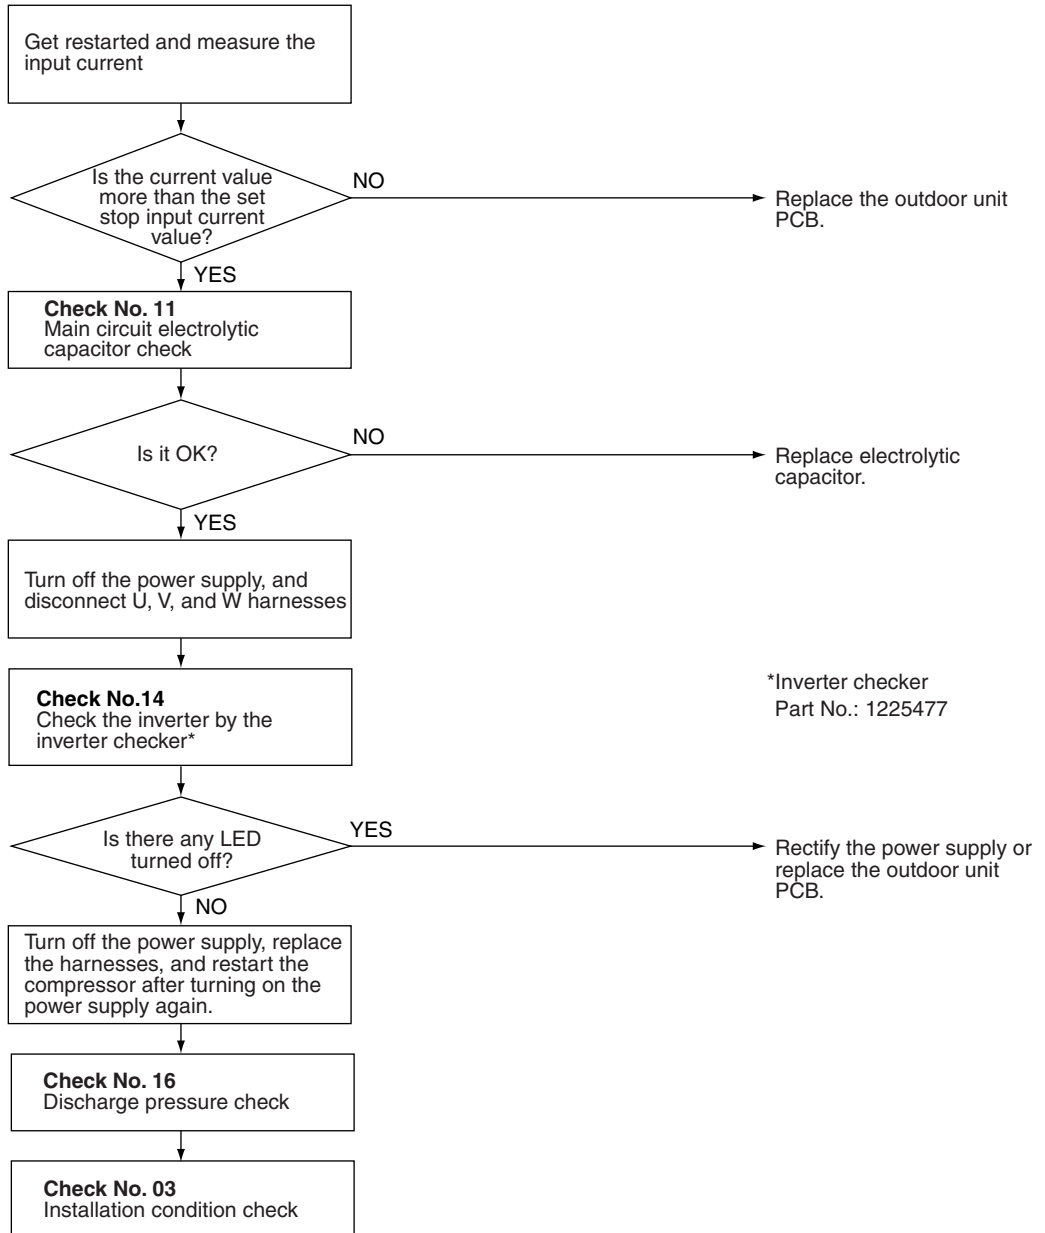 Get restarted and measure the
input current
Is the current value
more than the set
stop input current
value?
NO
Replace the outdoor unit
PCB.
YES
Check No. 11
Main circuit electrolytic
capacitor check
Is it OK?
NO
Replace electrolytic
capacitor.
YES
Turn off the power supply, and
disconnect U, V, and W harnesses
Check No.14
Check the inverter by the
inverter checker*
*Inverter checker
Part No.: 1225477
Is there any LED
turned off?
YES
Rectify the power supply or
replace the outdoor unit
PCB.
NO
Turn off the power supply, replace
the harnesses, and restart the
compressor after turning on the
power supply again.
Check No. 16
Discharge pressure check
Check No. 03
Installation condition check